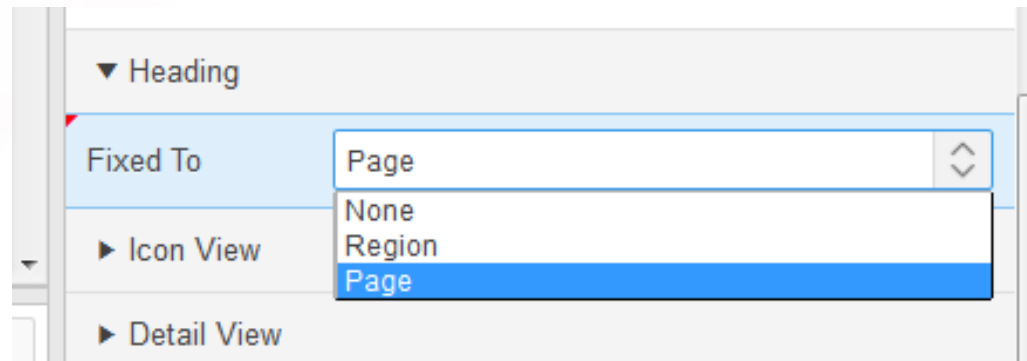 Heading
Fixed To Page
None
Region
Icon View
Page
Detail View